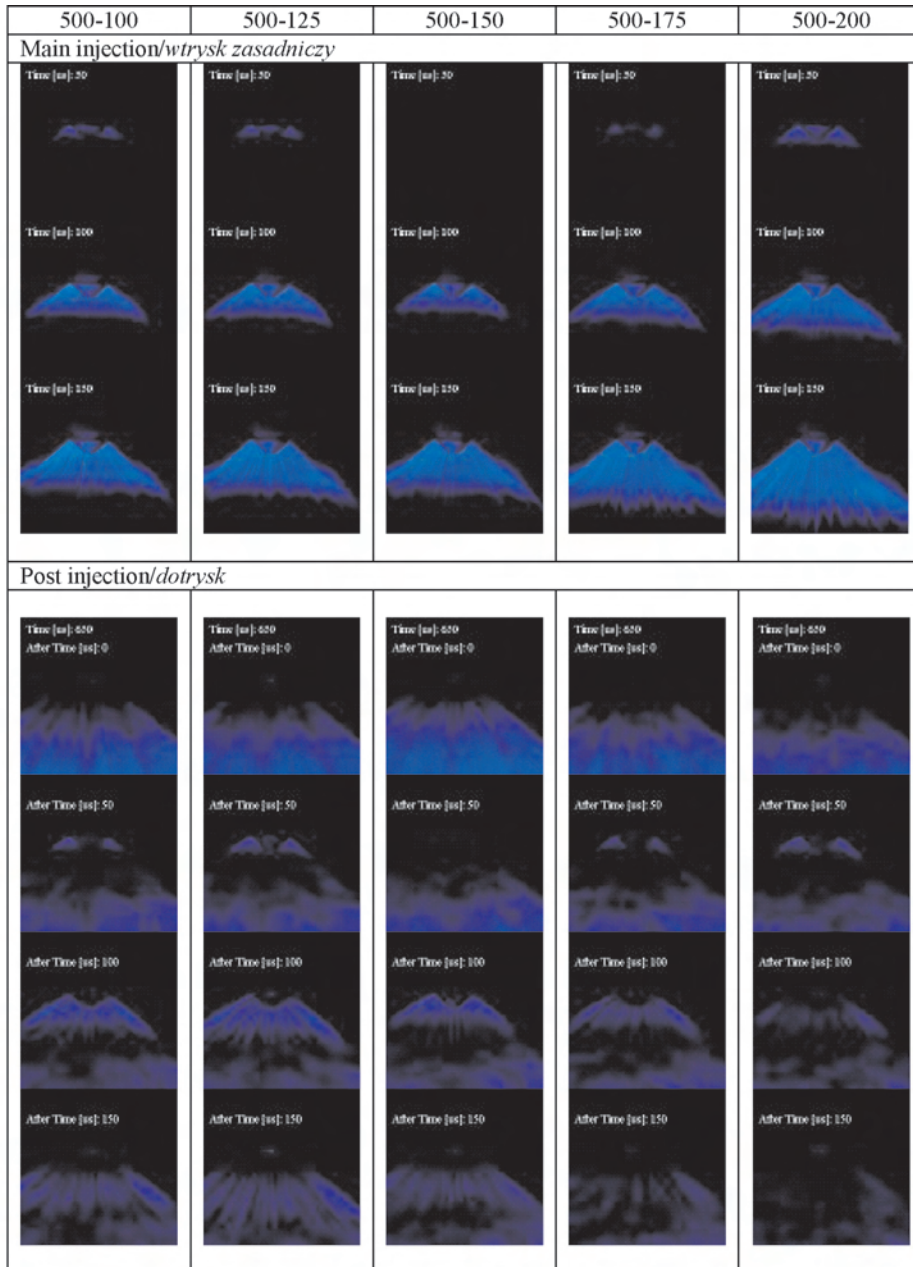 500-100 500-125 500-150 500-175 500-200
Main injection/wtrysk zasadniczy
Time [us]: 50 Time [us]: 50 Time [us]: 50 Time [us]: 50 Time [us]: 50
Time [us]: 100 Time [us]: 100 Time [us]: 100 Time [us]: 100 Time [us]: 100
Time [us]: 150 Time [us]: 150 Time [us]: 150 Time [us]: 150 Time [us]: 150
Post injection/dotrysk
Time [us]: 650 Time [us]: 650 Time [us]: 650 Time [us]: 650 Time [us]: 650
After Time [us]: 0 After Time [us]: 0 After Time [us]: 0 After Time [us]: 0 After Time [us]: 0
After Time [us]: 50 After Time [us]: 50 After Time [us]: 50 After Time [us]: 50 After Time [us]: 50
After Time [us]: 100 After Time [us]: 100 After Time [us]: 100 After Time [us]: 100 After Time [us]: 100
After Time [us]: 150 After Time [us]: 150 After Time [us]: 150 After Time [us]: 150 After Time [us]: 150